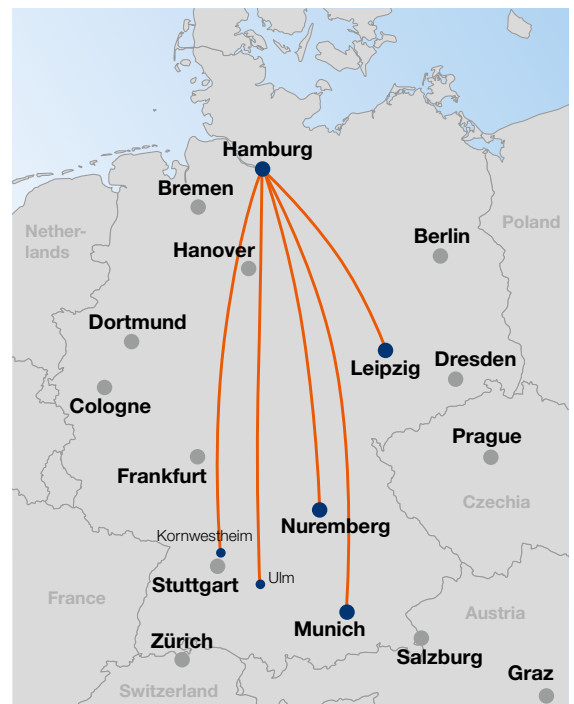 Hamburg
Bremen
Nether-
lands
Poland
Berlin
Hanover
Dortmund
Leipzig
Dresden
Cologne
Prague
Frankfurt
Czechia
Nuremberg
Kornwestheim
Ulm
Stuttgart
France
Austria
Munich
Zürich
Salzburg
Graz
Switzerland